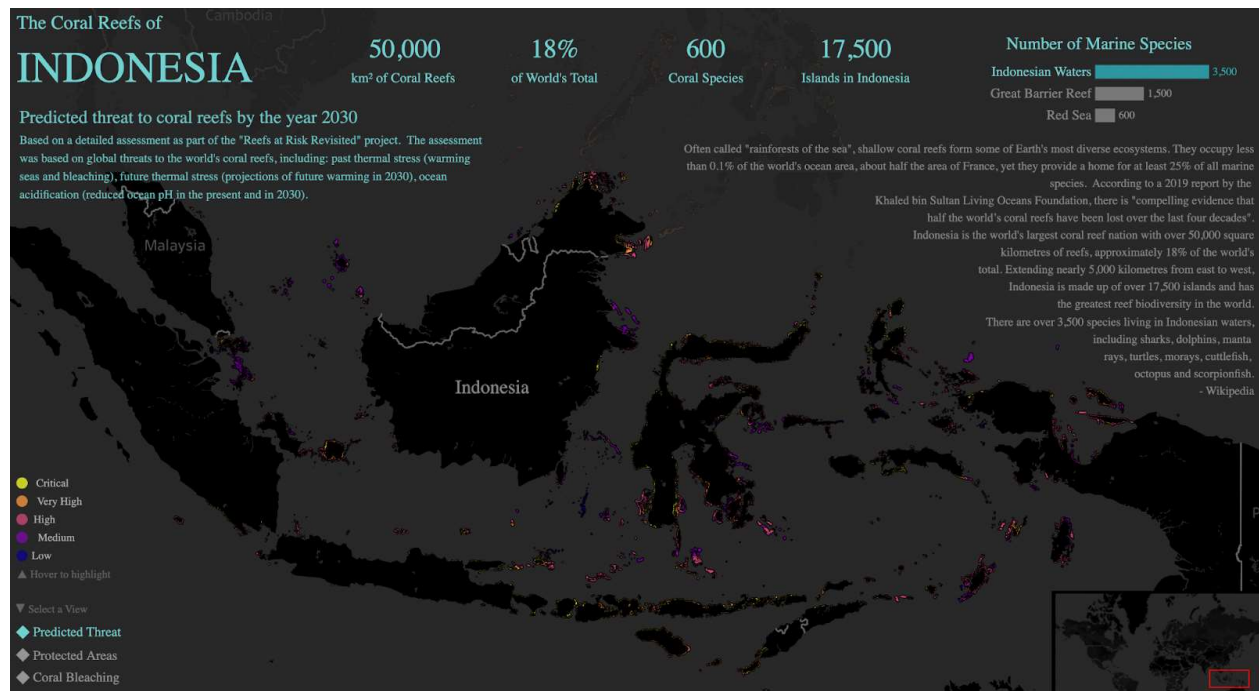 Cambodia
The Coral Reefs of
INDONESIA
50,000
km² of Coral Reefs
18%
of World's Total
600
Coral Species
17,500
Islands in Indonesia
Number of Marine Species
Indonesian Waters 3,500
Great Barrier Reef 1,500
Red Sea 600
Predicted threat to coral reefs by the year 2030
Based on a detailed assessment as part of the "Reefs at Risk Revisited" project. The assessment
was based on global threats to the world's coral reefs, including: past thermal stress (warming
seas and bleaching), future thermal stress (projections of future warming in 2030), ocean
acidification (reduced ocean pH in the present and in 2030).
Often called "rainforests of the sea", shallow coral reefs form some of Earth's most diverse ecosystems. They occupy less
than 0.1% of the world's ocean area, about half the area of France, yet they provide a home for at least 25% of all marine
species. According to a 2019 report by the
Khaled bin Sultan Living Oceans Foundation, there is "compelling evidence that
half the world's coral reefs have been lost over the last four decades".
Indonesia is the world's largest coral reef nation with over 50,000 square
kilometres of reefs, approximately 18% of the world's
total. Extending nearly 5,000 kilometres from east to west,
Indonesia is made up of over 17,500 islands and has
the greatest reef biodiversity in the world.
There are over 3,500 species living in Indonesian waters,
including sharks, dolphins, manta
rays, turtles, morays, cuttlefish,
octopus and scorpionfish.
- Wikipedia
Malaysia
Indonesia
Critical
Very High
High
Medium
Low
▲ Hover to highlight
▼ Select a View
Predicted Threat
Protected Areas
Coral Bleaching